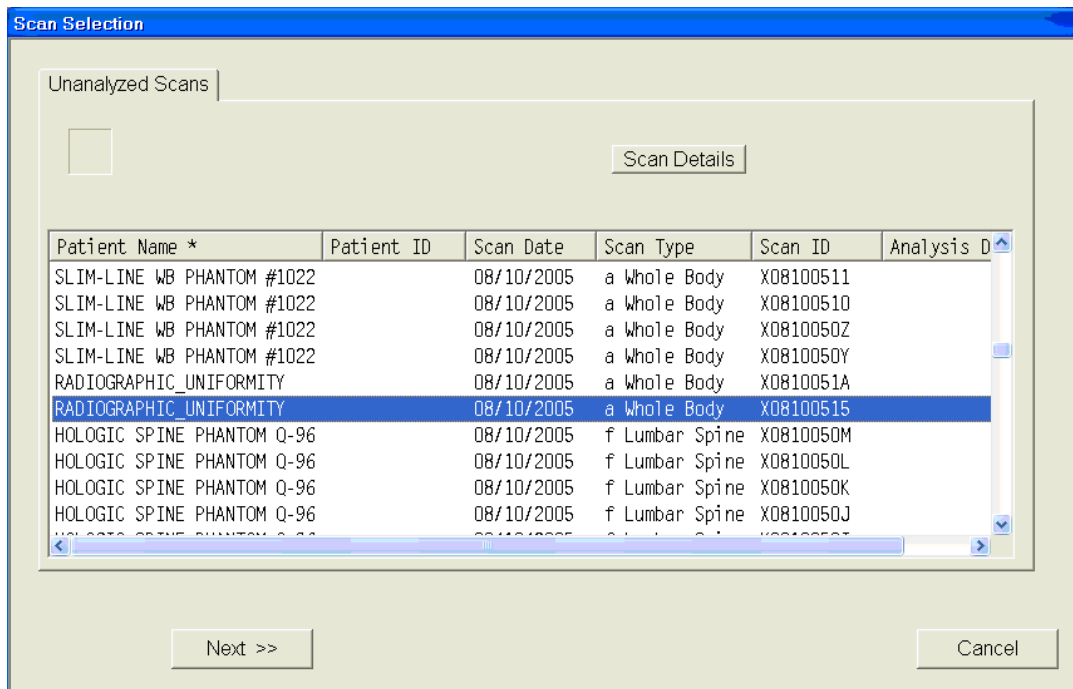 Scan Selection
Unanalyzed Scans
Scan Details
Patient Name * Patient ID Scan Date Scan Type Scan ID Analysis D
SLIM-LINE WB PHANTOM #1022 08/10/2005 a Whole Body X08100511
SLIM-LINE WB PHANTOM #1022 08/10/2005 a Whole Body X08100510
SLIM-LINE WB PHANTOM #1022 08/10/2005 a Whole Body X0810050Z
SLIM-LINE WB PHANTOM #1022 08/10/2005 a Whole Body X0810050Y
RADIOGRAPHIC_UNIFORMITY 08/10/2005 a Whole Body X0810051A
RADIOGRAPHIC_UNIFORMITY 08/10/2005 a Whole Body X08100515
HOLOGIC SPINE PHANTOM Q-96 08/10/2005 f Lumbar Spine X0810050M
HOLOGIC SPINE PHANTOM Q-96 08/10/2005 f Lumbar Spine X0810050L
HOLOGIC SPINE PHANTOM Q-96 08/10/2005 f Lumbar Spine X0810050K
HOLOGIC SPINE PHANTOM Q-96 08/10/2005 f Lumbar Spine X0810050J
Next >> Cancel